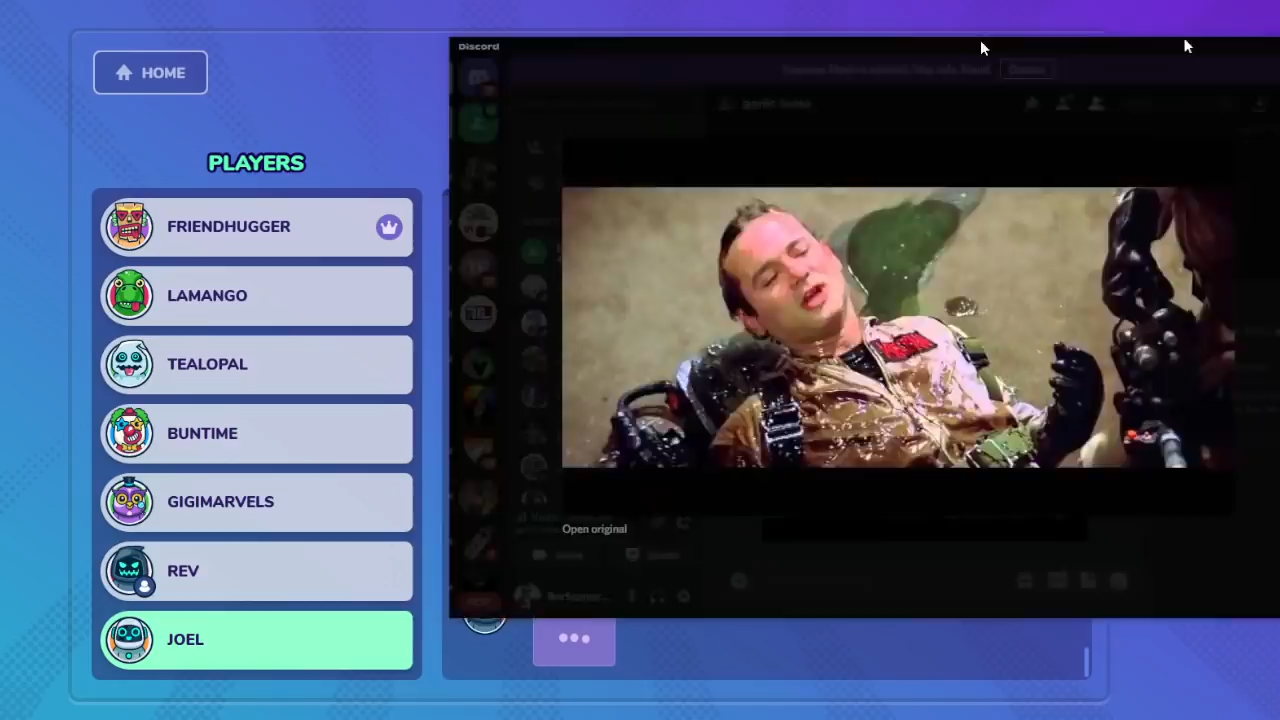 Discord
HOME
PLAYERS
FRIENDHUGGER
LAMANGO
TEALOPAL
BUNTIME
GIGIMARVELS
REV
JOEL
Open original